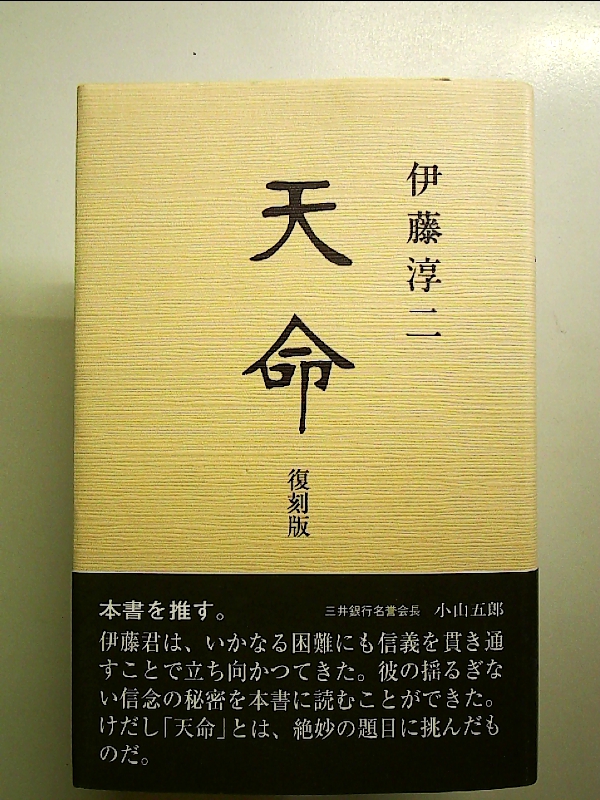 伊藤淳二
天命
復刻版
本書を推す。
三井銀行名誉会長 小山五郎
伊藤君は、いかなる困難にも信義を貫き通
すことで立ち向かつてきた。彼の揺るぎな
い信念の秘密を本書に読むことができた。
けだし「天命」とは、絶妙の題目に挑んだも
のだ。